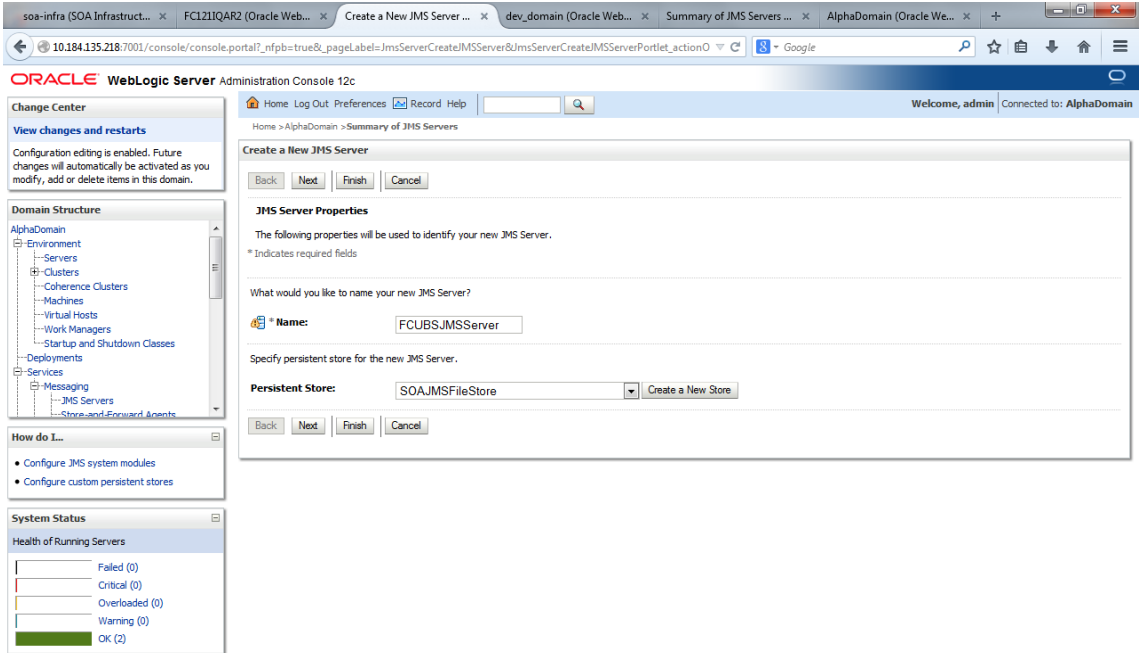 soa-infra (SOA Infrastruct... ×
FC121IQAR2 (Oracle Web... ×
Create a New JMS Server ... ×
dev_domain (Oracle Web... ×
Summary of JMS Servers ... ×
AlphaDomain (Oracle We... ×
+
10.184.135.218:7001/console/console.portal?_nfpb=true&_pageLabel=JmsServerCreateJMSServer&JmsServerCreateJMSServerPortlet_actionO
8 - Google
ORACLE WebLogic Server Administration Console 12c
Change Center
View changes and restarts
Configuration editing is enabled. Future
changes will automatically be activated as you
modify, add or delete items in this domain.
Domain Structure
AlphaDomain
Environment
Servers
Clusters
Coherence Clusters
Machines
Virtual Hosts
Work Managers
Startup and Shutdown Classes
Deployments
Services
Messaging
JMS Servers
Store-and-Forward Agents
How do I...
• Configure JMS system modules
• Configure custom persistent stores
System Status
Health of Running Servers
Failed (0)
Critical (0)
Overloaded (0)
Warning (0)
OK (2)
Home Log Out Preferences Record Help
Welcome, admin Connected to: AlphaDomain
Home >AlphaDomain >Summary of JMS Servers
Create a New JMS Server
Back Next Finish Cancel
JMS Server Properties
The following properties will be used to identify your new JMS Server.
* Indicates required fields
What would you like to name your new JMS Server?
* Name: FCUBSJMSServer
Specify persistent store for the new JMS Server.
Persistent Store: SOAJMSFileStore Create a New Store
Back Next Finish Cancel